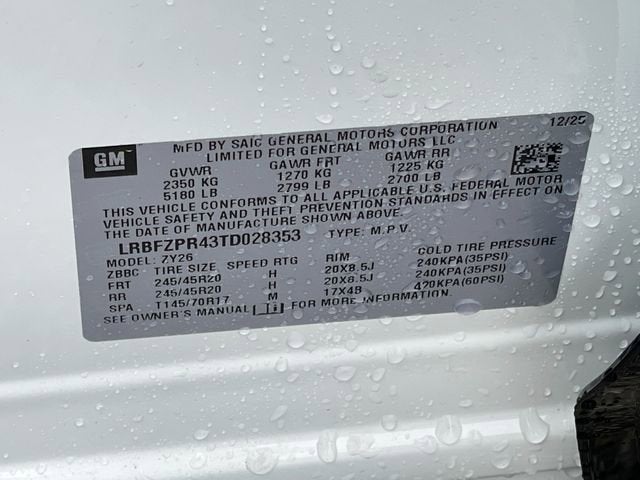 GM
MFD BY SAIC GENERAL MOTORS CORPORATION 12/25
LIMITED FOR GENERAL MOTORS LLC
GVWR GAWR FRT GAWR RR
2350 KG 1270 KG 1225 KG
5180 LB 2799 LB 2700 LB
THIS VEHICLE CONFORMS TO ALL APPLICABLE U.S. FEDERAL MOTOR
VEHICLE SAFETY AND THEFT PREVENTION STANDARDS IN EFFECT ON
THE DATE OF MANUFACTURE SHOWN ABOVE.
LRBFZPR43TD028353 TYPE: M.P.V.
MODEL: 7Y26
ZBBC TIRE SIZE SPEED RTG RIM COLD TIRE PRESSURE
FRT 245/45R20 H 20X8.5J 240KPA(35PSI)
RR 245/45R20 H 20X8.5J 240KPA(35PSI)
SPA T145/70R17 M 17X4B 420KPA(60PSI)
SEE OWNER'S MANUAL FOR MORE INFORMATION.